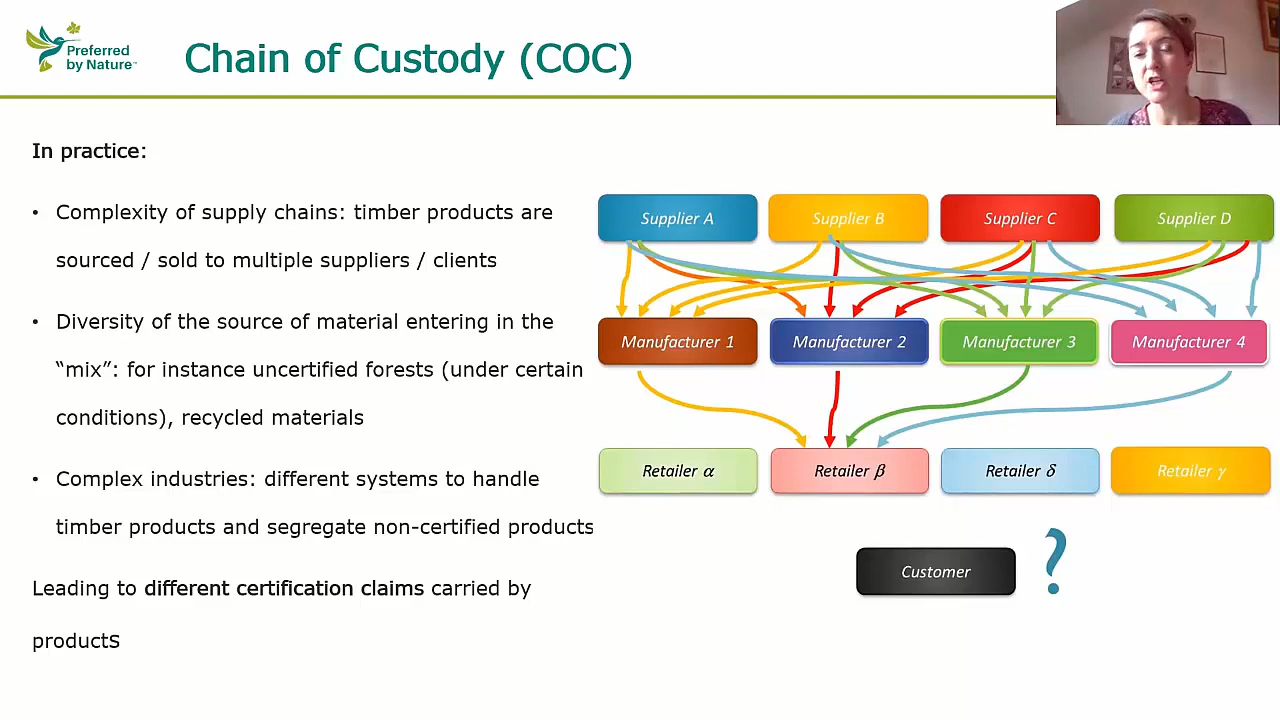 Preferred
by Nature™
Chain of Custody (COC)
In practice:
• Complexity of supply chains: timber products are
sourced / sold to multiple suppliers / clients
• Diversity of the source of material entering in the
“mix”: for instance uncertified forests (under certain
conditions), recycled materials
• Complex industries: different systems to handle
timber products and segregate non-certified products
Leading to different certification claims carried by
products
Supplier A
Supplier B
Supplier C
Supplier D
Manufacturer 1
Manufacturer 2
Manufacturer 3
Manufacturer 4
Retailer α
Retailer β
Retailer δ
Retailer γ
Customer
?